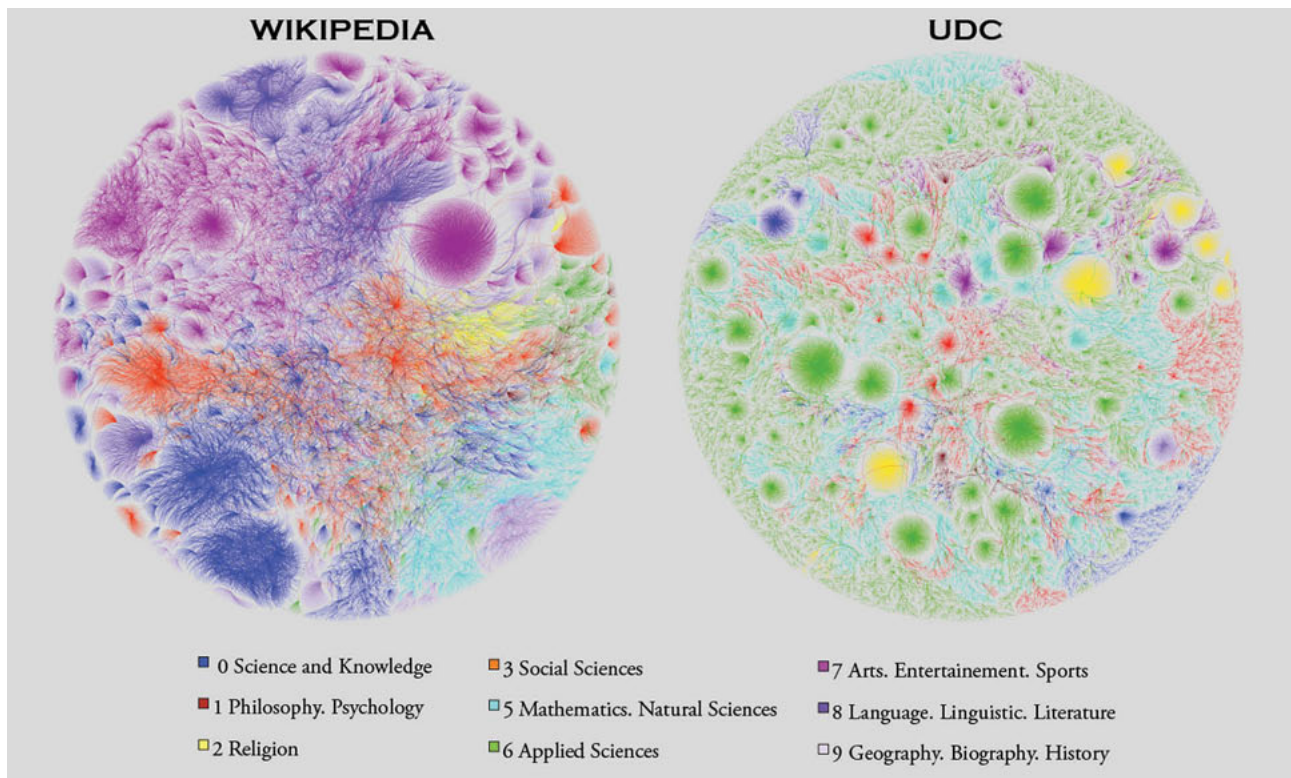 WIKIPEDIA
UDC
0 Science and Knowledge
1 Philosophy. Psychology
2 Religion
3 Social Sciences
5 Mathematics. Natural Sciences
6 Applied Sciences
7 Arts. Entertainement. Sports
8 Language. Linguistic. Literature
9 Geography. Biography. History